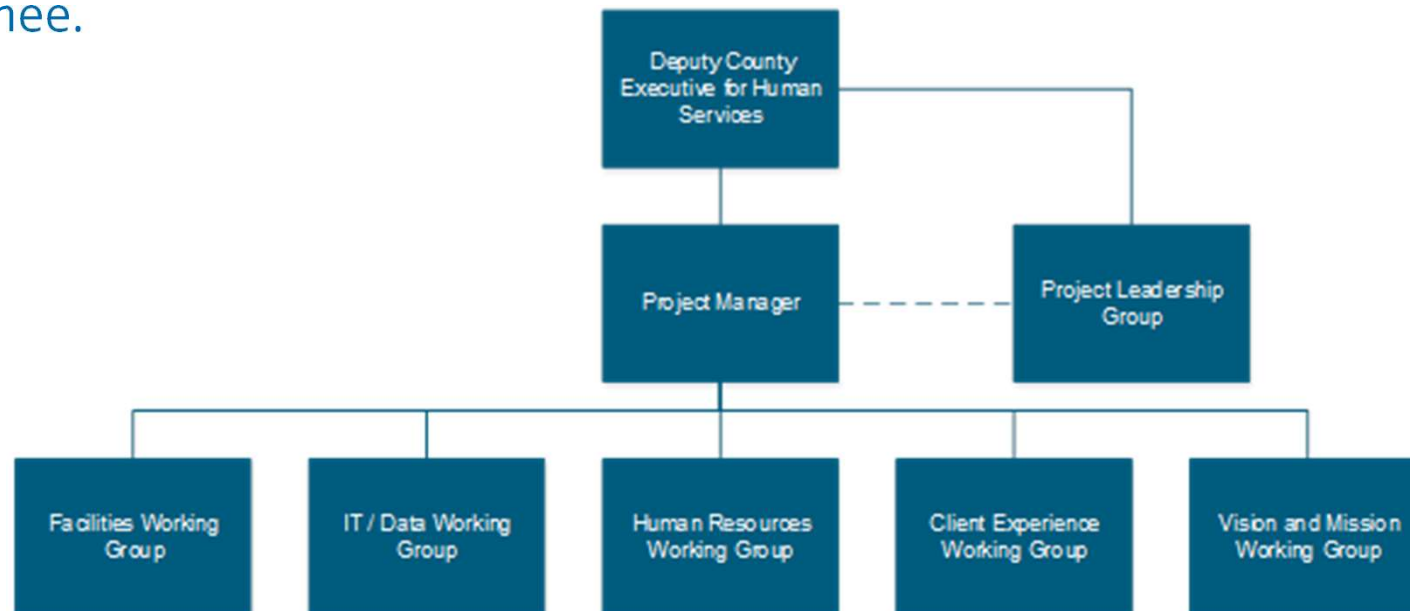 nee.
Deputy County
Executive for Human
Services
Project Manager
Project Leadership
Group
Facilities Working
Group
IT / Data Working
Group
Human Resources
Working Group
Client Experience
Working Group
Vision and Mission
Working Group